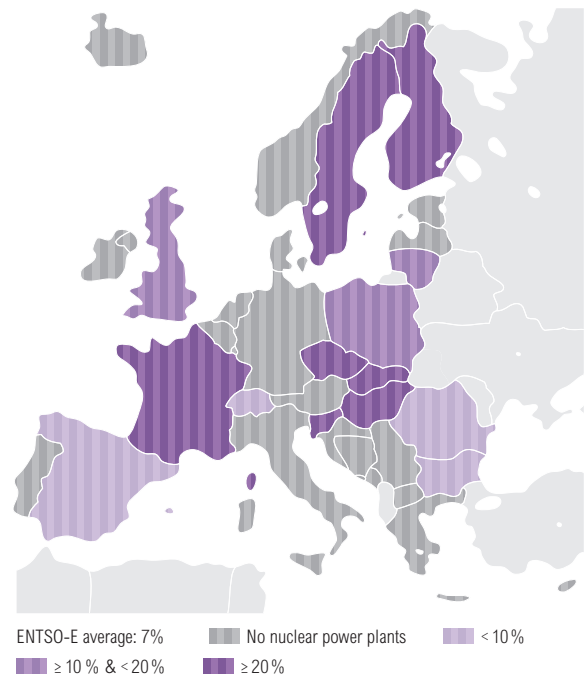 ENTSO-E average: 7% No nuclear power plants < 10 %
≥ 10 % & < 20 % ≥ 20 %